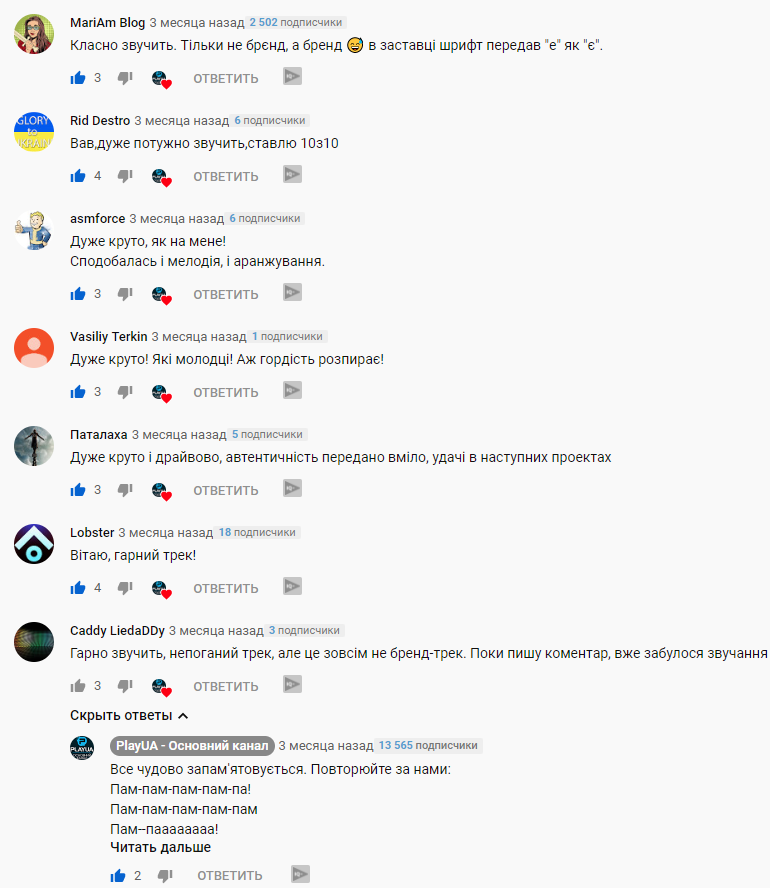 MariAm Blog 3 месяца назад 2 502 подписчики
Класно звучить. Тільки не брєнд, а бренд 😅 в заставці шрифт передав "е" як "є".
3 ОТВЕТИТЬ
GLORY to UKRAIN
Rid Destro 3 месяца назад 6 подписчики
Вав,дуже потужно звучить,ставлю 10з10
4 ОТВЕТИТЬ
asmforce 3 месяца назад 6 подписчики
Дуже круто, як на мене!
Сподобалась і мелодія, і аранжування.
3 ОТВЕТИТЬ
Vasiliy Terkin 3 месяца назад 1 подписчики
Дуже круто! Які молодці! Аж гордість розпирає!
3 ОТВЕТИТЬ
Паталаха 3 месяца назад 5 подписчики
Дуже круто і драйвово, автентичність передано вміло, удачі в наступних проектах
3 ОТВЕТИТЬ
Lobster 3 месяца назад 18 подписчики
Вітаю, гарний трек!
4 ОТВЕТИТЬ
Caddy LiedaDDy 3 месяца назад 3 подписчики
Гарно звучить, непоганий трек, але це зовсім не бренд-трек. Поки пишу коментар, вже забулося звучання
3 ОТВЕТИТЬ
Скрыть ответы
PLAYUA
PlayUA - Основний канал 3 месяца назад 13 565 подписчики
Все чудово запам'ятовується. Повторюйте за нами:
Пам-пам-пам-пам-па!
Пам-пам-пам-пам-пам
Пам--паааааааа!
Читать дальше
2 ОТВЕТИТЬ